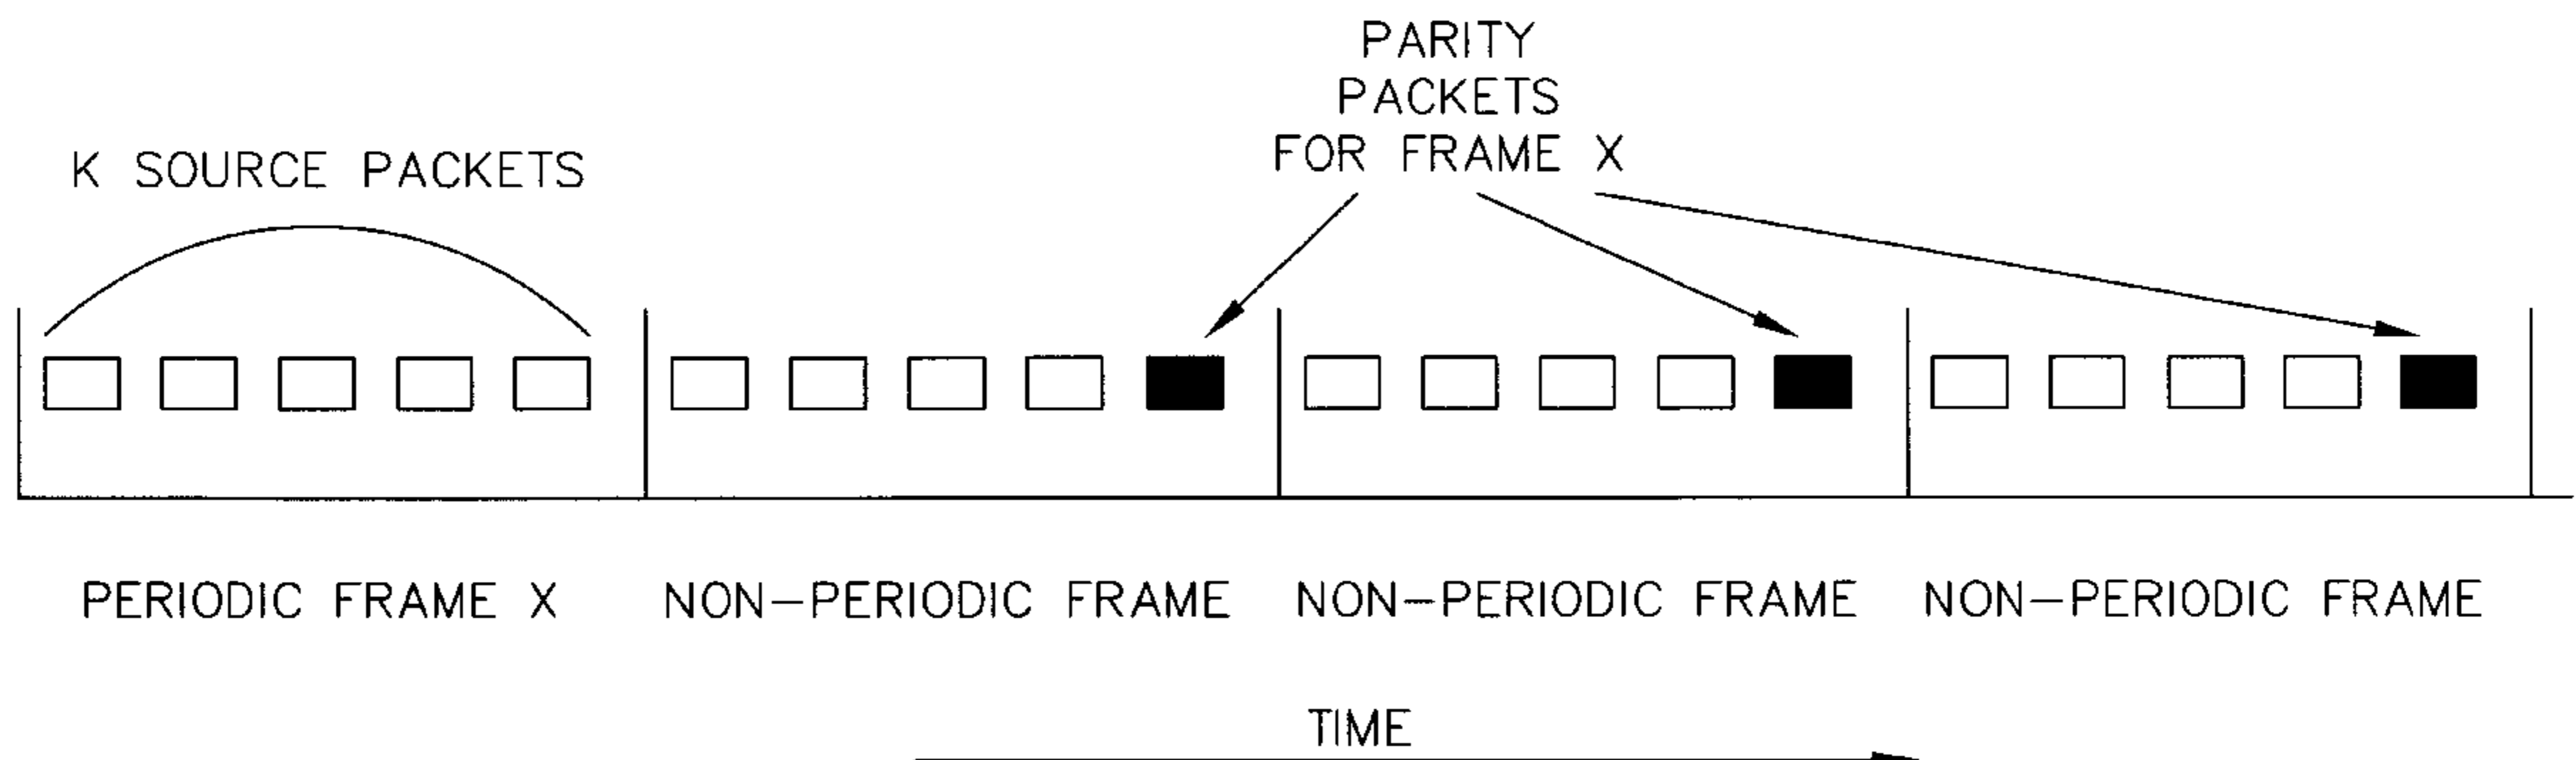 PARITY
PACKETS
FOR FRAME X
K SOURCE PACKETS
PERIODIC FRAME X
NON-PERIODIC FRAME
NON-PERIODIC FRAME
NON-PERIODIC FRAME
TIME